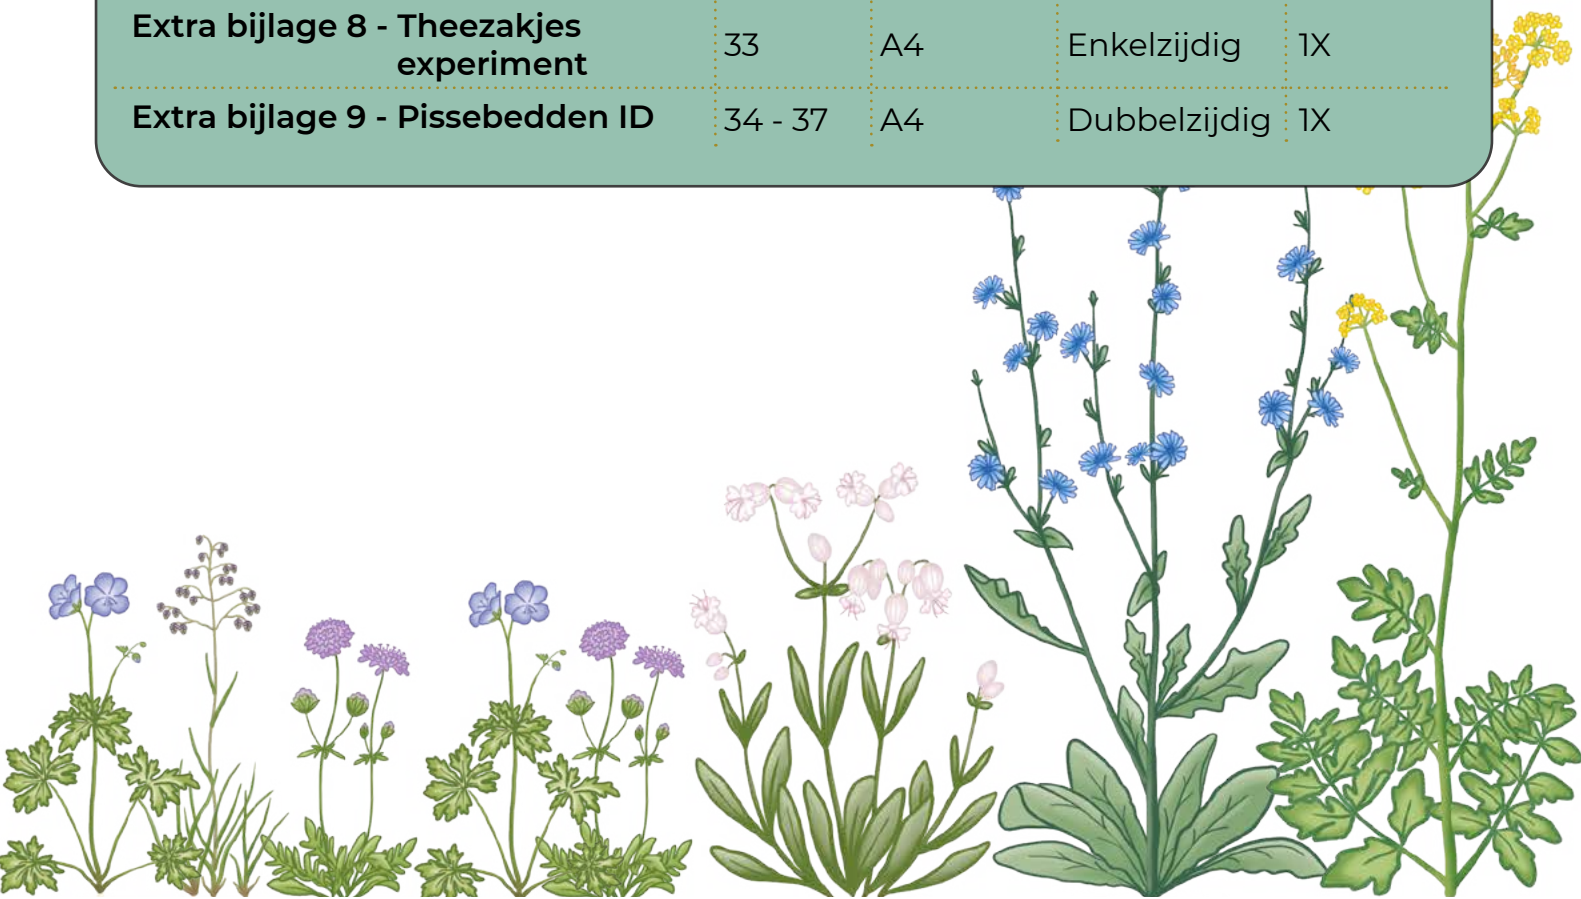 Extra bijlage 8 - Theezakjes
experiment 33 A4 Enkelzijdig 1X
Extra bijlage 9 - Pissebedden ID 34 - 37 A4 Dubbelzijdig 1X